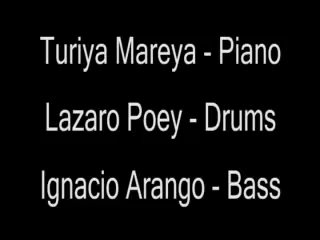 Turiya Mareya - Piano
Lazaro Poey - Drums
Ignacio Arango - Bass